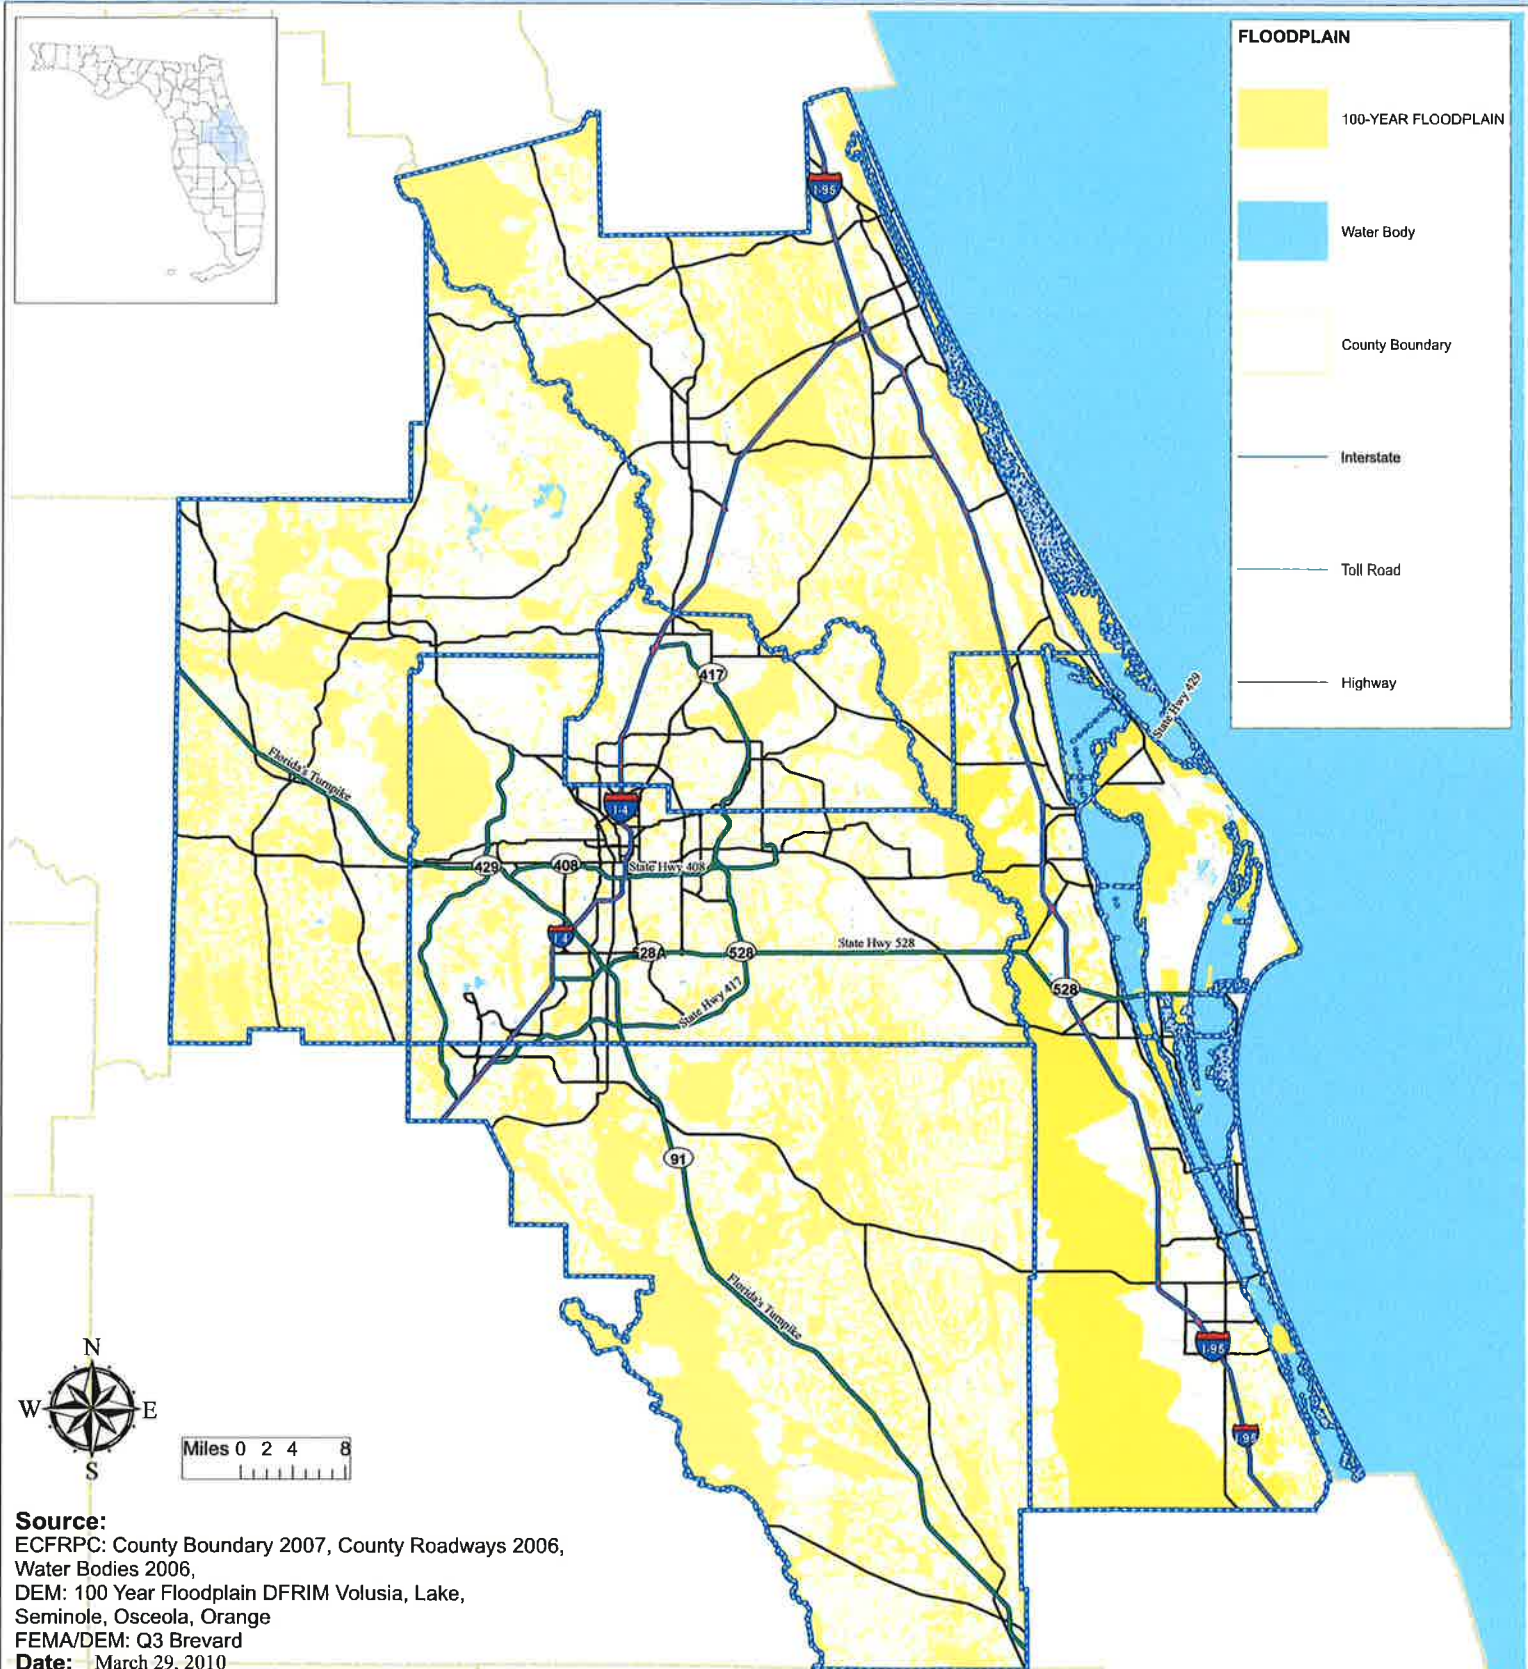 FLOODPLAIN
100-YEAR FLOODPLAIN
Water Body
County Boundary
Interstate
Toll Road
Highway
I-95
417
State Hwy 429
Florida's Turnpike
I-4
429
408
State Hwy 408
I-4
528A
528
State Hwy 528
528
State Hwy 417
91
Florida's Turnpike
I-95
I-95
N
W E
S
Miles 0 2 4 8
Source:
ECFRPC: County Boundary 2007, County Roadways 2006,
Water Bodies 2006,
DEM: 100 Year Floodplain DFRIM Volusia, Lake,
Seminole, Osceola, Orange
FEMA/DEM: Q3 Brevard
Date: March 29, 2010